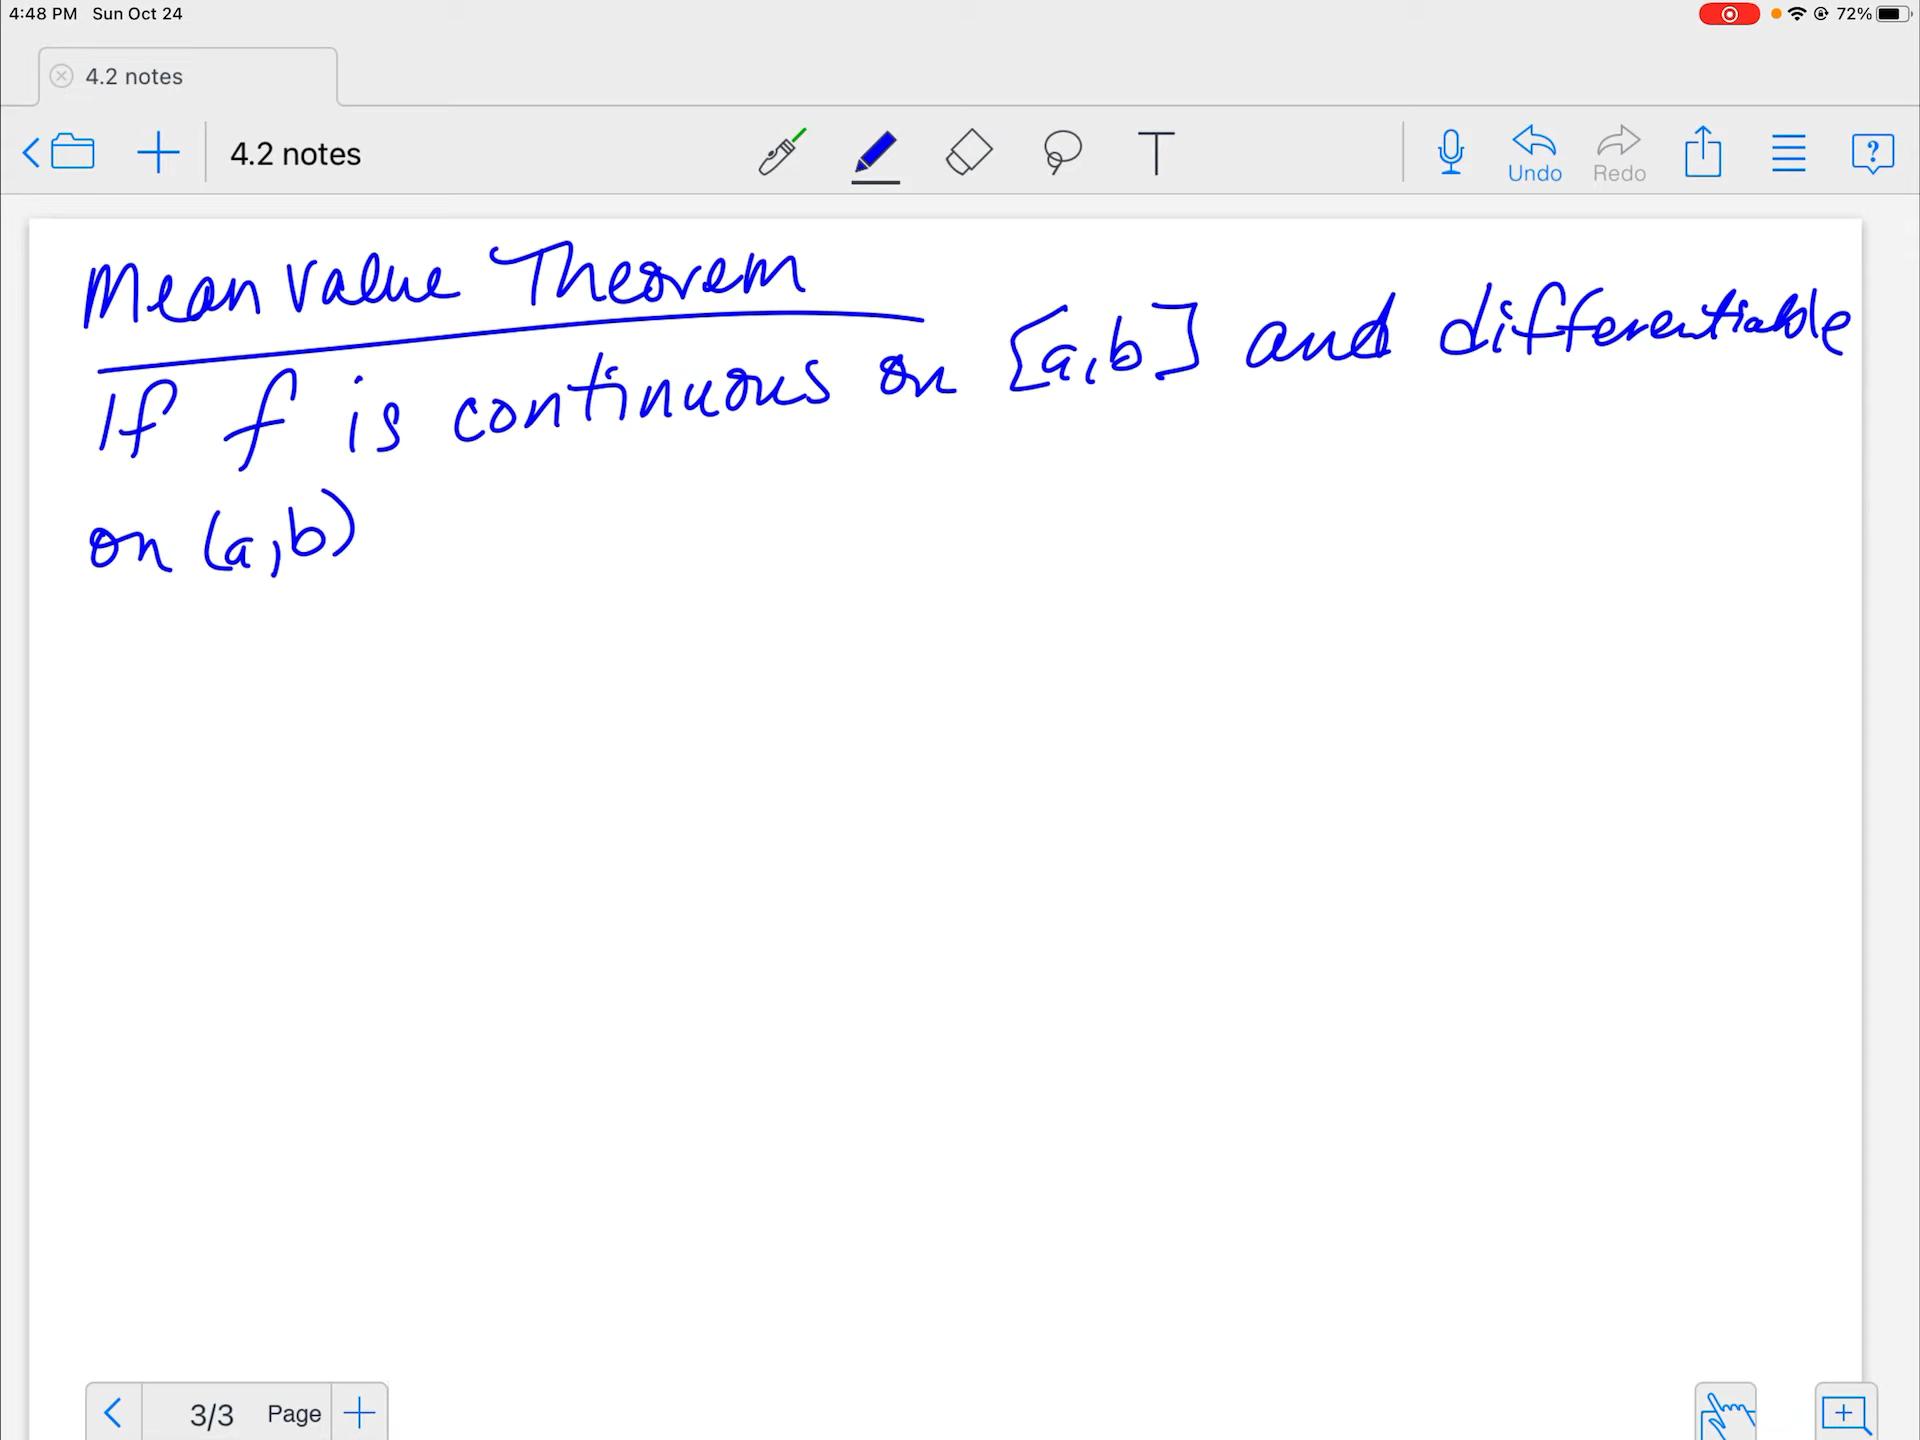 4:48 PM Sun Oct 24 72%
4.2 notes
4.2 notes Undo Redo
Mean Value Theorem
If f is continuous on [a,b] and differentiable
on (a,b)
3/3 Page